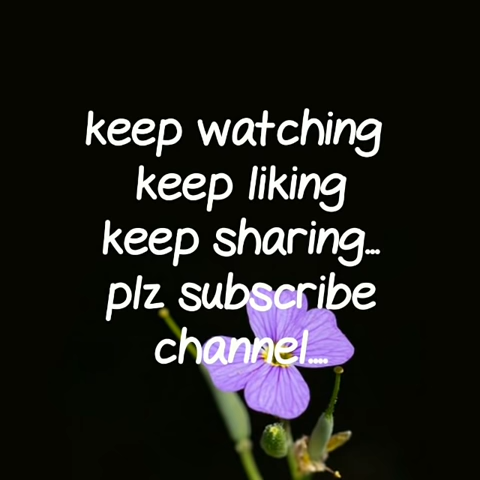 keep watching
keep liking
keep sharing...
plz subscribe
channel....